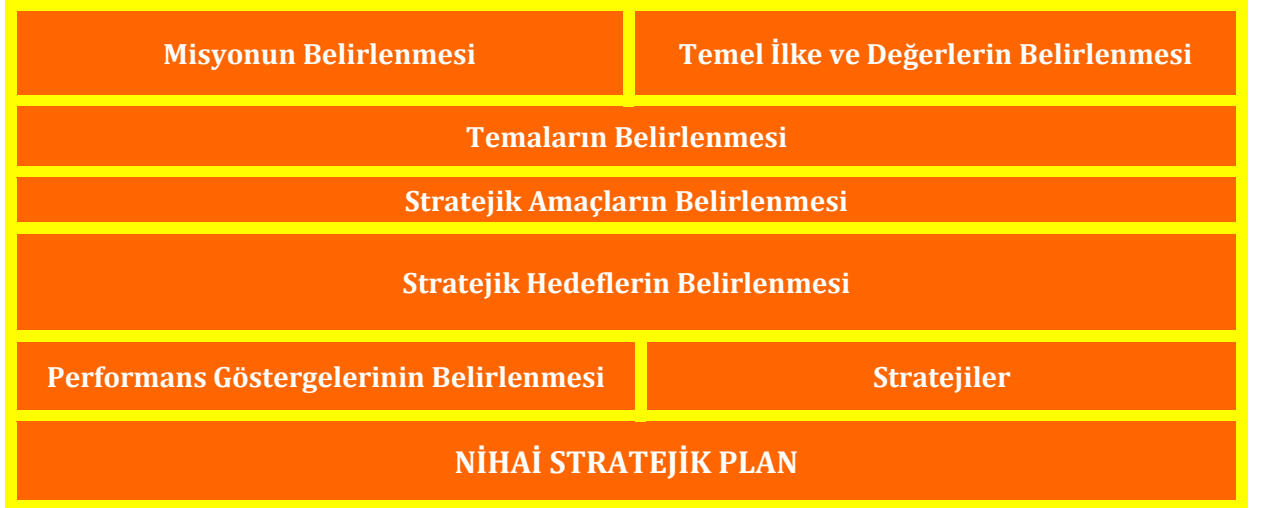 Misyonun Belirlenmesi
Temel İlke ve Değerlerin Belirlenmesi
Temaların Belirlenmesi
Stratejik Amaçların Belirlenmesi
Stratejik Hedeflerin Belirlenmesi
Performans Göstergelerinin Belirlenmesi
Stratejiler
NİHAİ STRATEJİK PLAN